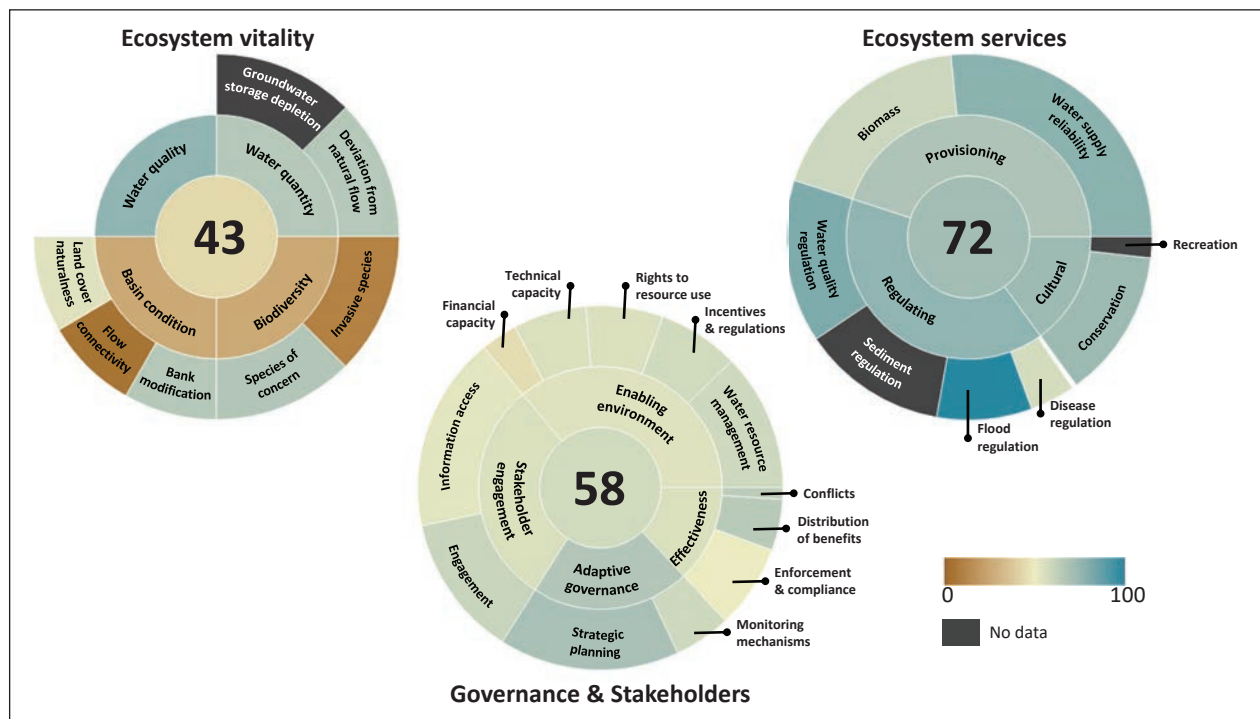 Ecosystem vitality
Groundwater
storage depletion
Deviation from
natural flow
Water quality
Water quantity
43
Land cover
naturalness
Basin condition
Biodiversity
Invasive species
Flow
connectivity
Bank
modification
Species of
concern
Ecosystem services
Biomass
Water supply
reliability
Provisioning
72
Water quality
regulation
Regulating
Cultural
Recreation
Conservation
Sediment
regulation
Flood
regulation
Disease
regulation
Technical
capacity
Rights to
resource use
Financial
capacity
Incentives
& regulations
Information access
Enabling
environment
Water resource
management
58
Stakeholder
engagement
Effectiveness
Conflicts
Distribution
of benefits
Engagement
Adaptive
governance
Enforcement
& compliance
Strategic
planning
Monitoring
mechanisms
Governance & Stakeholders
0
100
No data